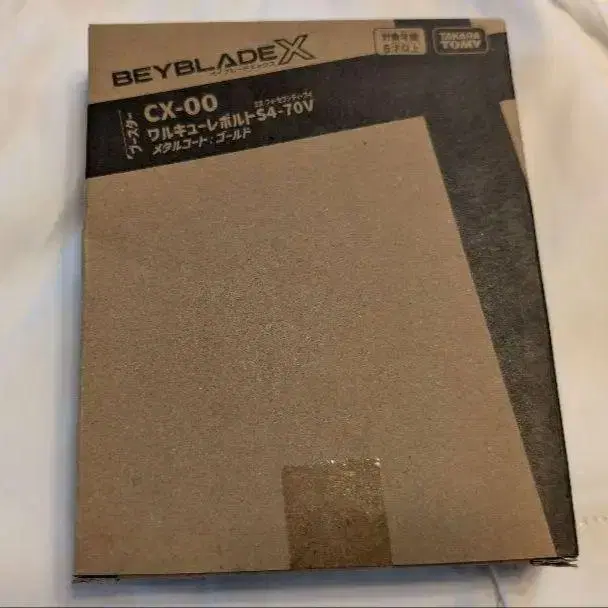 BEYBLADE X
ベイブレードエックス
対象年齢
6才以上
TAKARA
TOMY
ブースター
CX-00
ワルキューレボルトS4-70V
メタルコート：ゴールド